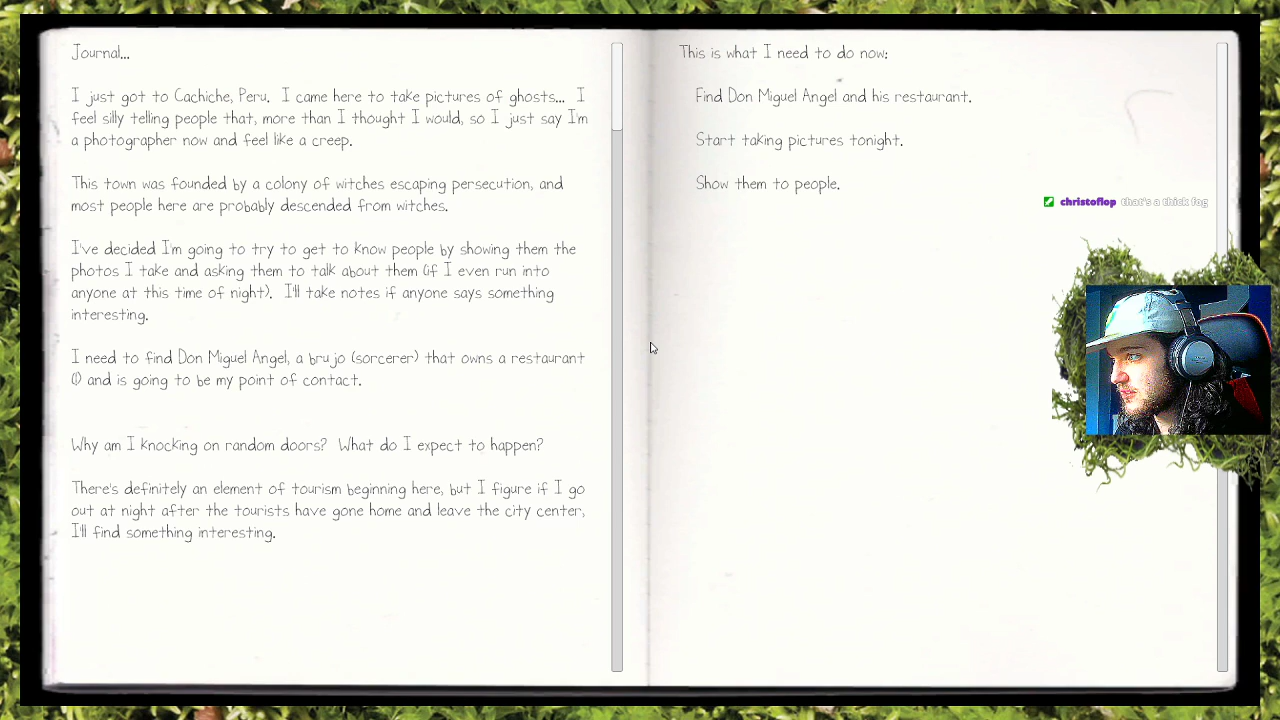 Journal...
I just got to Cachiche, Peru. I came here to take pictures of ghosts... I
feel silly telling people that, more than I thought I would, so I just say I'm
a photographer now and feel like a creep.
This town was founded by a colony of witches escaping persecution, and
most people here are probably descended from witches.
I've decided I'm going to try to get to know people by showing them the
photos I take and asking them to talk about them (if I even run into
anyone at this time of night). I'll take notes if anyone says something
interesting.
I need to find Don Miguel Angel, a brujo (sorcerer) that owns a restaurant
(!) and is going to be my point of contact.
Why am I knocking on random doors? What do I expect to happen?
There's definitely an element of tourism beginning here, but I figure if I go
out at night after the tourists have gone home and leave the city center,
I'll find something interesting.
This is what I need to do now:
Find Don Miguel Angel and his restaurant.
Start taking pictures tonight.
Show them to people.
christoflop that's a thick fog